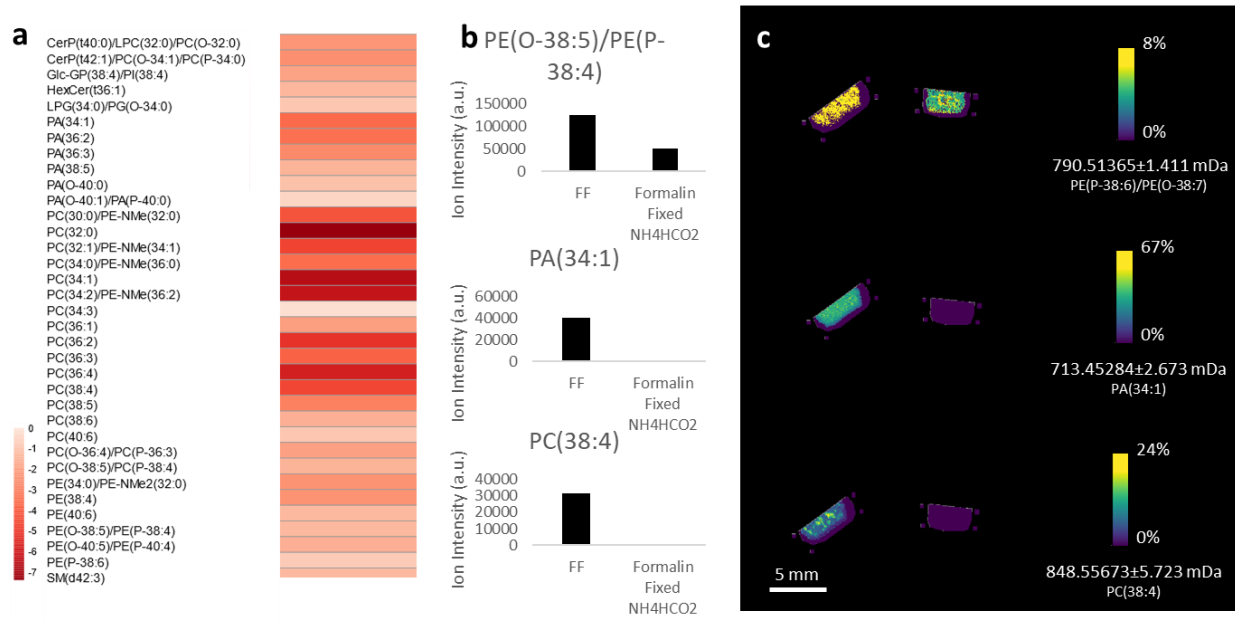 a
CerP(t40:0)/LPC(32:0)/PC(O-32:0)
CerP(t42:1)/PC(O-34:1)/PC(P-34:0)
Glc-GP(38:4)/PI(38:4)
HexCer(t36:1)
LPG(34:0)/PG(O-34:0)
PA(34:1)
PA(36:2)
PA(36:3)
PA(38:5)
PA(O-40:0)
PA(O-40:1)/PA(P-40:0)
PC(30:0)/PE-NMe(32:0)
PC(32:0)
PC(32:1)/PE-NMe(34:1)
PC(34:0)/PE-NMe(36:0)
PC(34:1)
PC(34:2)/PE-NMe(36:2)
PC(34:3)
PC(36:1)
PC(36:2)
PC(36:3)
PC(36:4)
PC(38:4)
PC(38:5)
PC(38:6)
PC(40:6)
PC(O-36:4)/PC(P-36:3)
PC(O-38:5)/PC(P-38:4)
PE(34:0)/PE-NMe2(32:0)
PE(38:4)
PE(40:6)
PE(O-38:5)/PE(P-38:4)
PE(O-40:5)/PE(P-40:4)
PE(P-38:6)
SM(d42:3)
0
-1
-2
-3
-4
-5
-6
-7
b
PE(O-38:5)/PE(P-
38:4)
Ion Intensity (a.u.)
150000
100000
50000
0
FF
Formalin
Fixed
NH4HCO2
PA(34:1)
Ion Intensity (a.u.)
60000
40000
20000
0
FF
Formalin
Fixed
NH4HCO2
PC(38:4)
Ion Intensity (a.u.)
40000
30000
20000
10000
0
FF
Formalin
Fixed
NH4HCO2
c
8%
0%
790.51365±1.411 mDa
PE(P-38:6)/PE(O-38:7)
67%
0%
713.45284±2.673 mDa
PA(34:1)
24%
0%
848.55673±5.723 mDa
PC(38:4)
5 mm